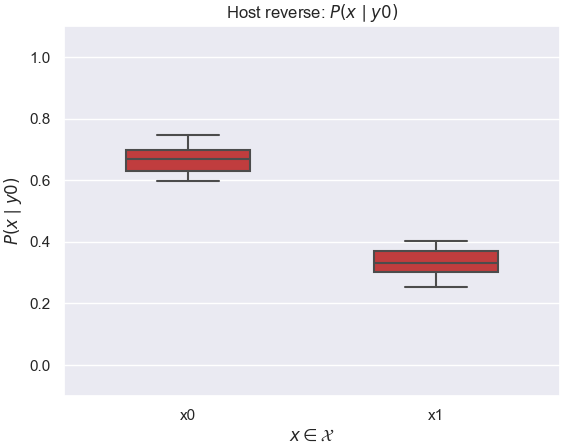 Host reverse: P(x | y0)
1.0
0.8
0.6
0.4
0.2
0.0
P(x | y0)
x0 x1
x ∈ 𝒳